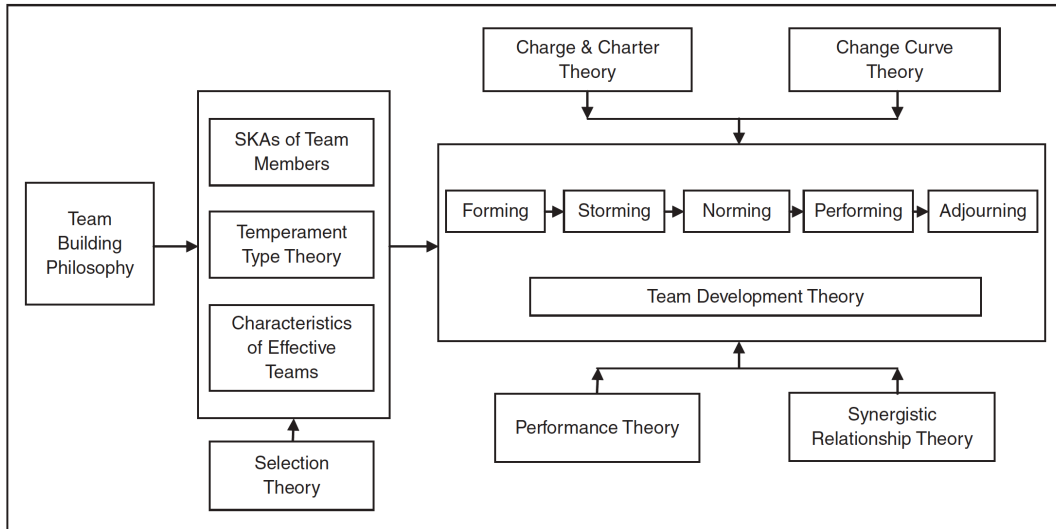 Team
Building
Philosophy
SKAs of Team
Members
Temperament
Type Theory
Characteristics
of Effective
Teams
Selection
Theory
Charge & Charter
Theory
Change Curve
Theory
Forming
Storming
Norming
Performing
Adjourning
Team Development Theory
Performance Theory
Synergistic
Relationship Theory